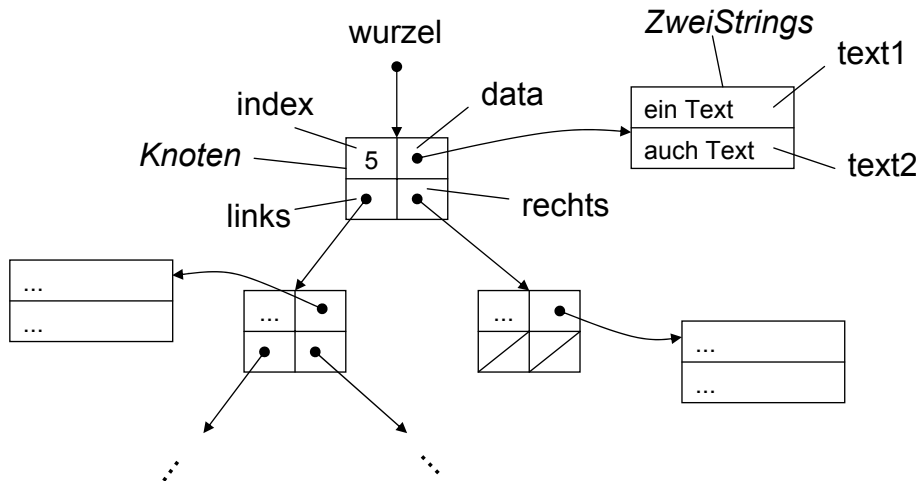 wurzel
ZweiStrings
text1
index
data
ein Text
Knoten
5
auch Text
text2
links
rechts
...
...
...
...
...
...
...
...